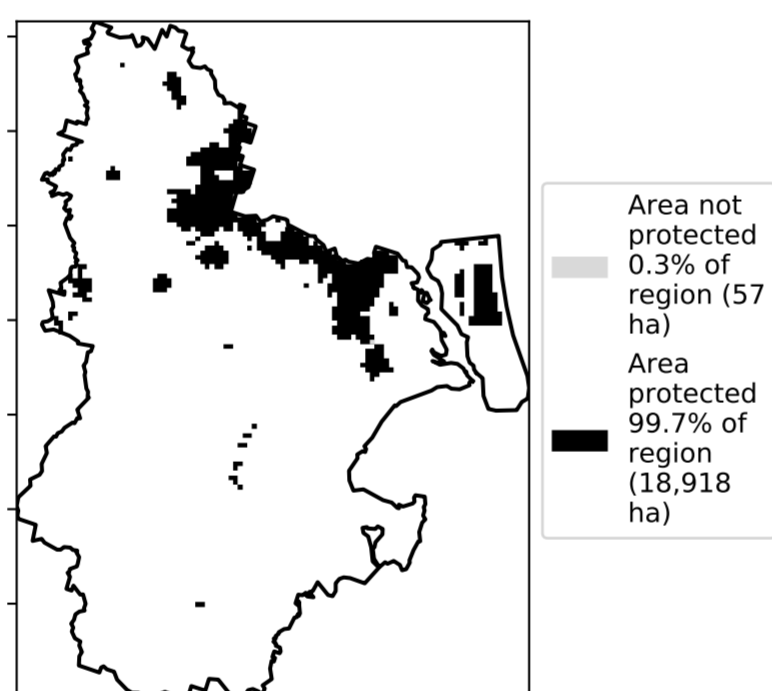 Area not
protected
0.3% of
region (57
ha)
Area
protected
99.7% of
region
(18,918
ha)